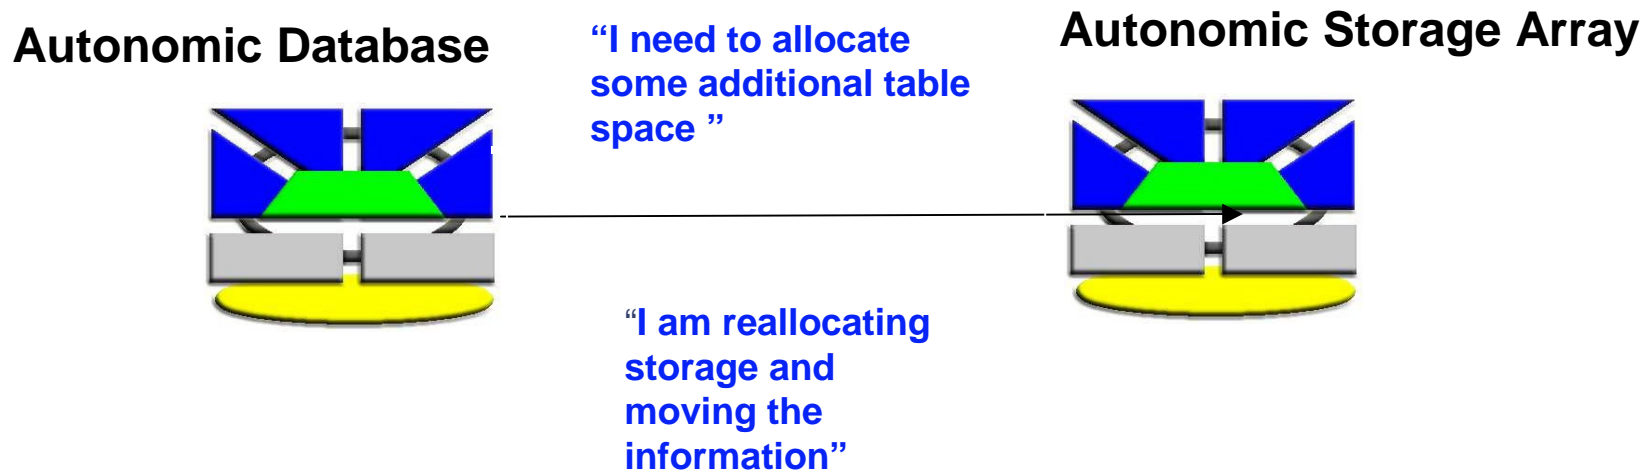 Autonomic Database
“I need to allocate
some additional table
space ”
Autonomic Storage Array
“I am reallocating
storage and
moving the
information”